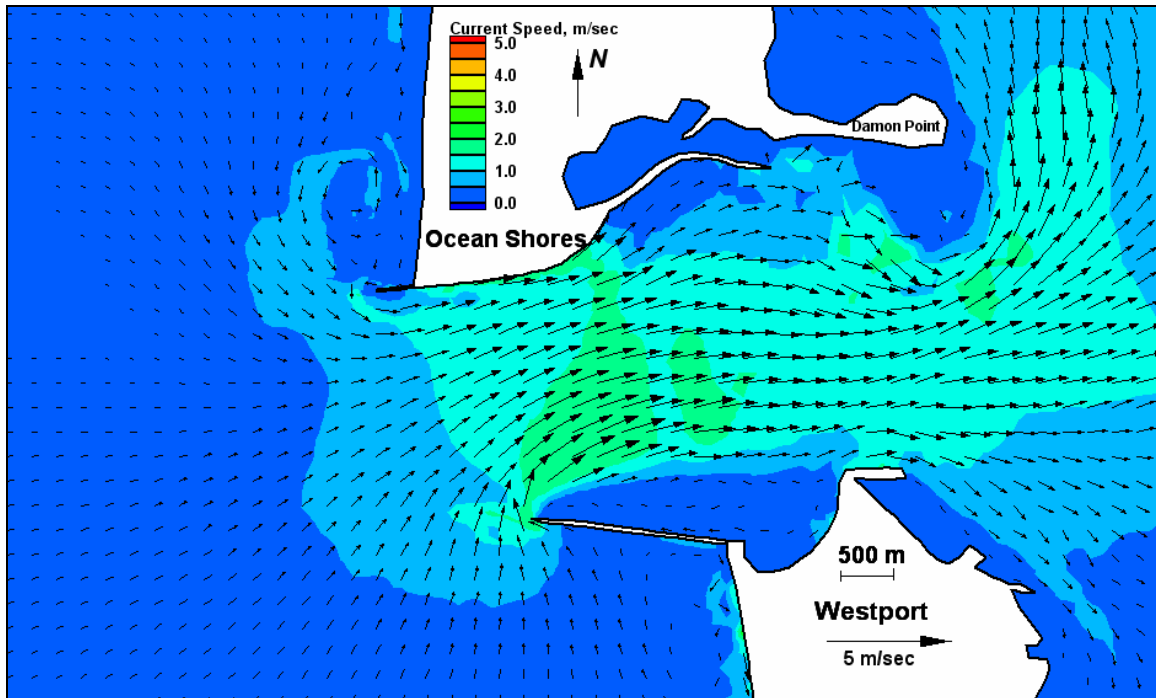 Current Speed, m/sec
5.0
4.0
3.0
2.0
1.0
0.0
N
Damon Point
Ocean Shores
500 m
Westport
5 m/sec